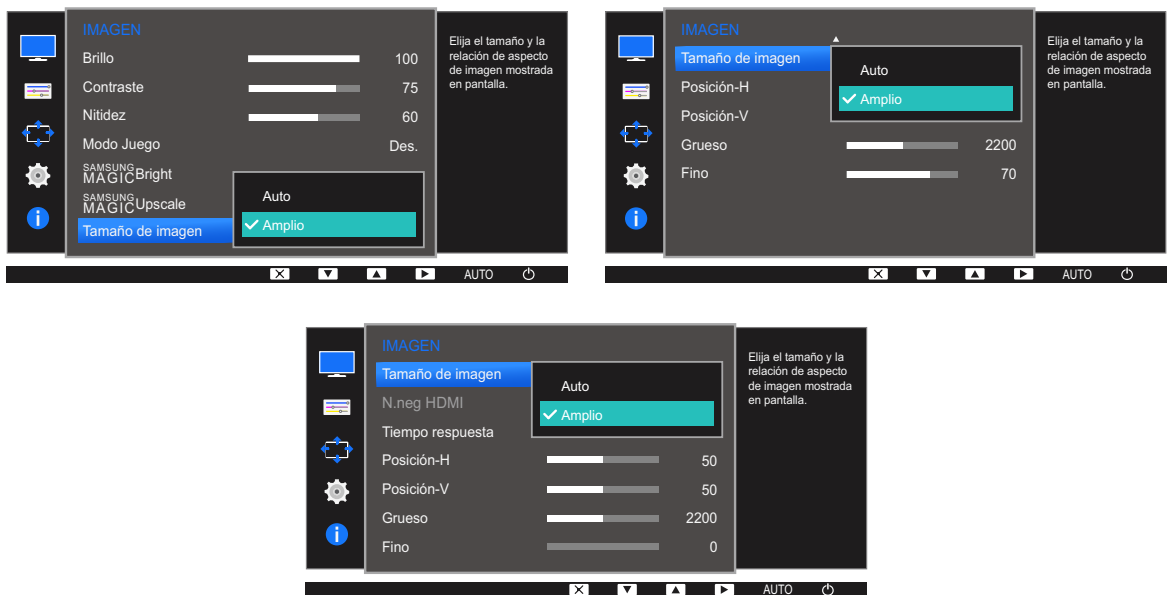 IMAGEN
Brillo 100
Contraste 75
Nitidez 60
Modo Juego Des.
SAMSUNG
MAGIC Bright
SAMSUNG
MAGIC Upscale
Tamaño de imagen
Auto
Amplio
Elija el tamaño y la
relación de aspecto
de imagen mostrada
en pantalla.
AUTO
IMAGEN
Tamaño de imagen
Posición-H
Posición-V
Grueso 2200
Fino 70
Auto
Amplio
Elija el tamaño y la
relación de aspecto
de imagen mostrada
en pantalla.
AUTO
IMAGEN
Tamaño de imagen
N.neg HDMI
Tiempo respuesta
Posición-H 50
Posición-V 50
Grueso 2200
Fino 0
Auto
Amplio
Elija el tamaño y la
relación de aspecto
de imagen mostrada
en pantalla.
AUTO